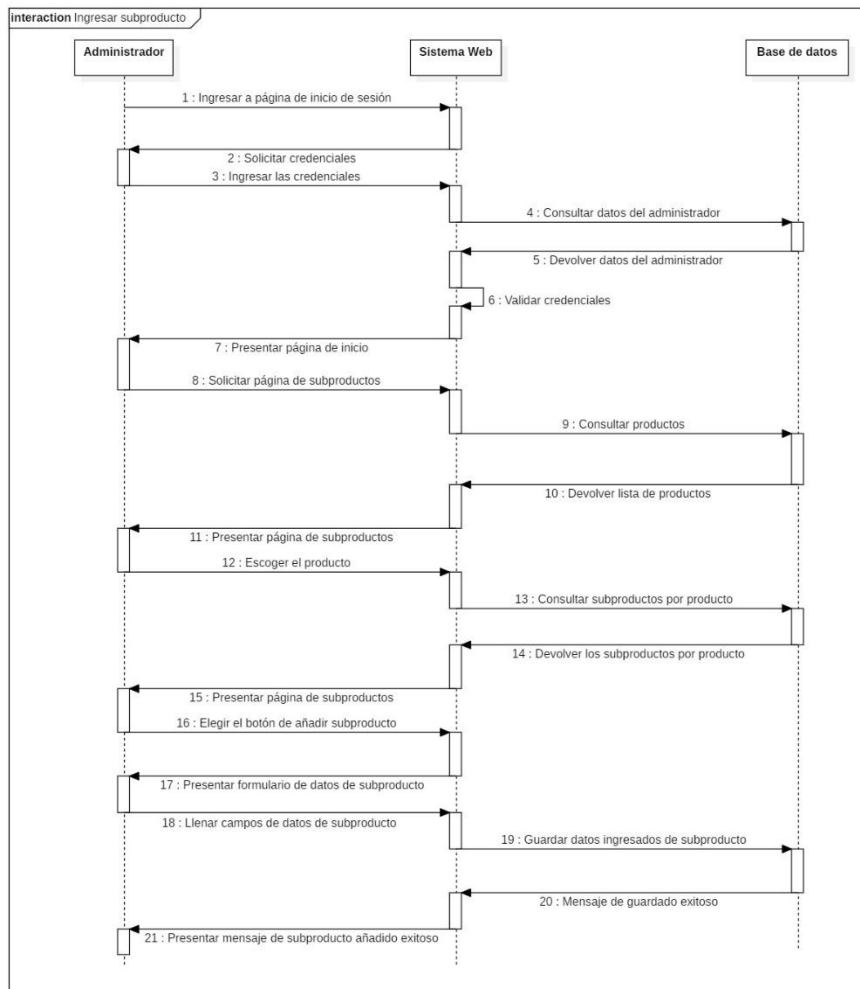 interaction Ingresar subproducto
Administrador
Sistema Web
Base de datos
1 : Ingresar a página de inicio de sesión
2 : Solicitar credenciales
3 : Ingresar las credenciales
4 : Consultar datos del administrador
5 : Devolver datos del administrador
6 : Validar credenciales
7 : Presentar página de inicio
8 : Solicitar página de subproductos
9 : Consultar productos
10 : Devolver lista de productos
11 : Presentar página de subproductos
12 : Escoger el producto
13 : Consultar subproductos por producto
14 : Devolver los subproductos por producto
15 : Presentar página de subproductos
16 : Elegir el botón de añadir subproducto
17 : Presentar formulario de datos de subproducto
18 : Llenar campos de datos de subproducto
19 : Guardar datos ingresados de subproducto
20 : Mensaje de guardado exitoso
21 : Presentar mensaje de subproducto añadido exitoso